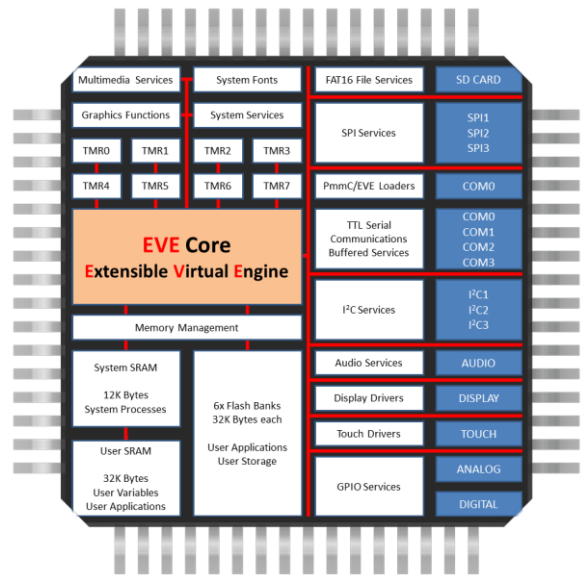 Multimedia Services
System Fonts
FAT16 File Services
SD CARD
Graphics Functions
System Services
SPI Services
SPI1
SPI2
SPI3
TMR0
TMR1
TMR2
TMR3
TMR4
TMR5
TMR6
TMR7
PmmC/EVE Loaders
COM0
EVE Core
Extensible Virtual Engine
TTL Serial
Communications
Buffered Services
COM0
COM1
COM2
COM3
I²C Services
I²C1
I²C2
I²C3
Memory Management
Audio Services
AUDIO
System SRAM
12K Bytes
System Processes
6x Flash Banks
32K Bytes each
User Applications
User Storage
Display Drivers
DISPLAY
Touch Drivers
TOUCH
User SRAM
32K Bytes
User Variables
User Applications
GPIO Services
ANALOG
DIGITAL